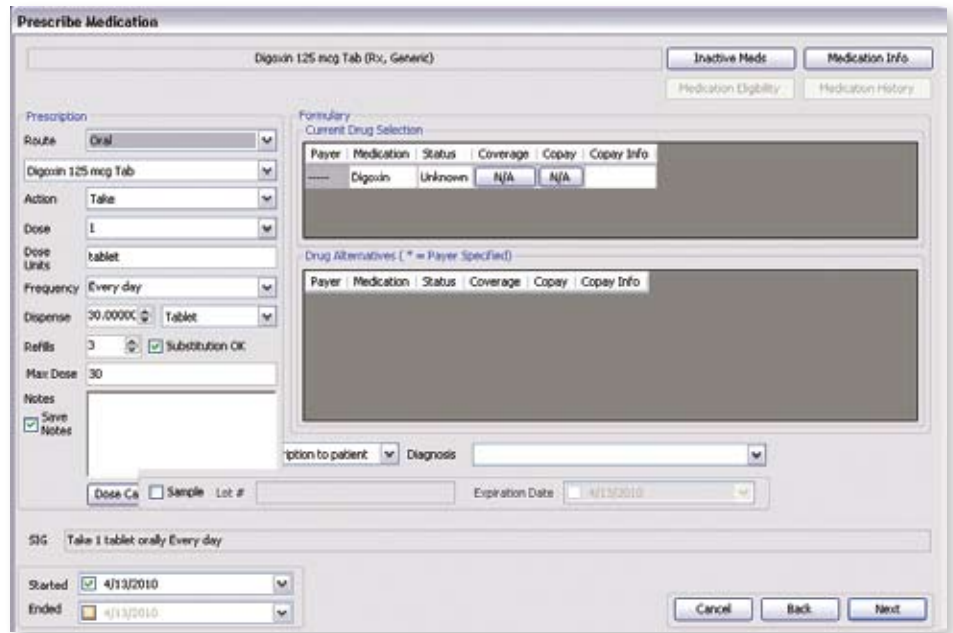 Prescribe Medication
Digoxin 125 mcg Tab (Rx, Generic)
Inactive Meds
Medication Info
Medication Eligibility
Medication History
Prescription
Route
Oral
Digoxin 125 mcg Tab
Action
Take
Dose
1
Dose Units
tablet
Frequency
Every day
Dispense
30.0000
Tablet
Refills
3
Substitution OK
Max Dose
30
Notes
Save Notes
Dose Ca
Formulary
Current Drug Selection
Payer Medication Status Coverage Copay Copay Info
----- Digoxin Unknown N/A N/A
Drug Alternatives ( * = Payer Specified)
Payer Medication Status Coverage Copay Copay Info
iption to patient
Diagnosis
Sample Lot #
Expiration Date
4/13/2010
SIG Take 1 tablet orally Every day
Started 4/13/2010
Ended 4/13/2010
Cancel
Back
Next